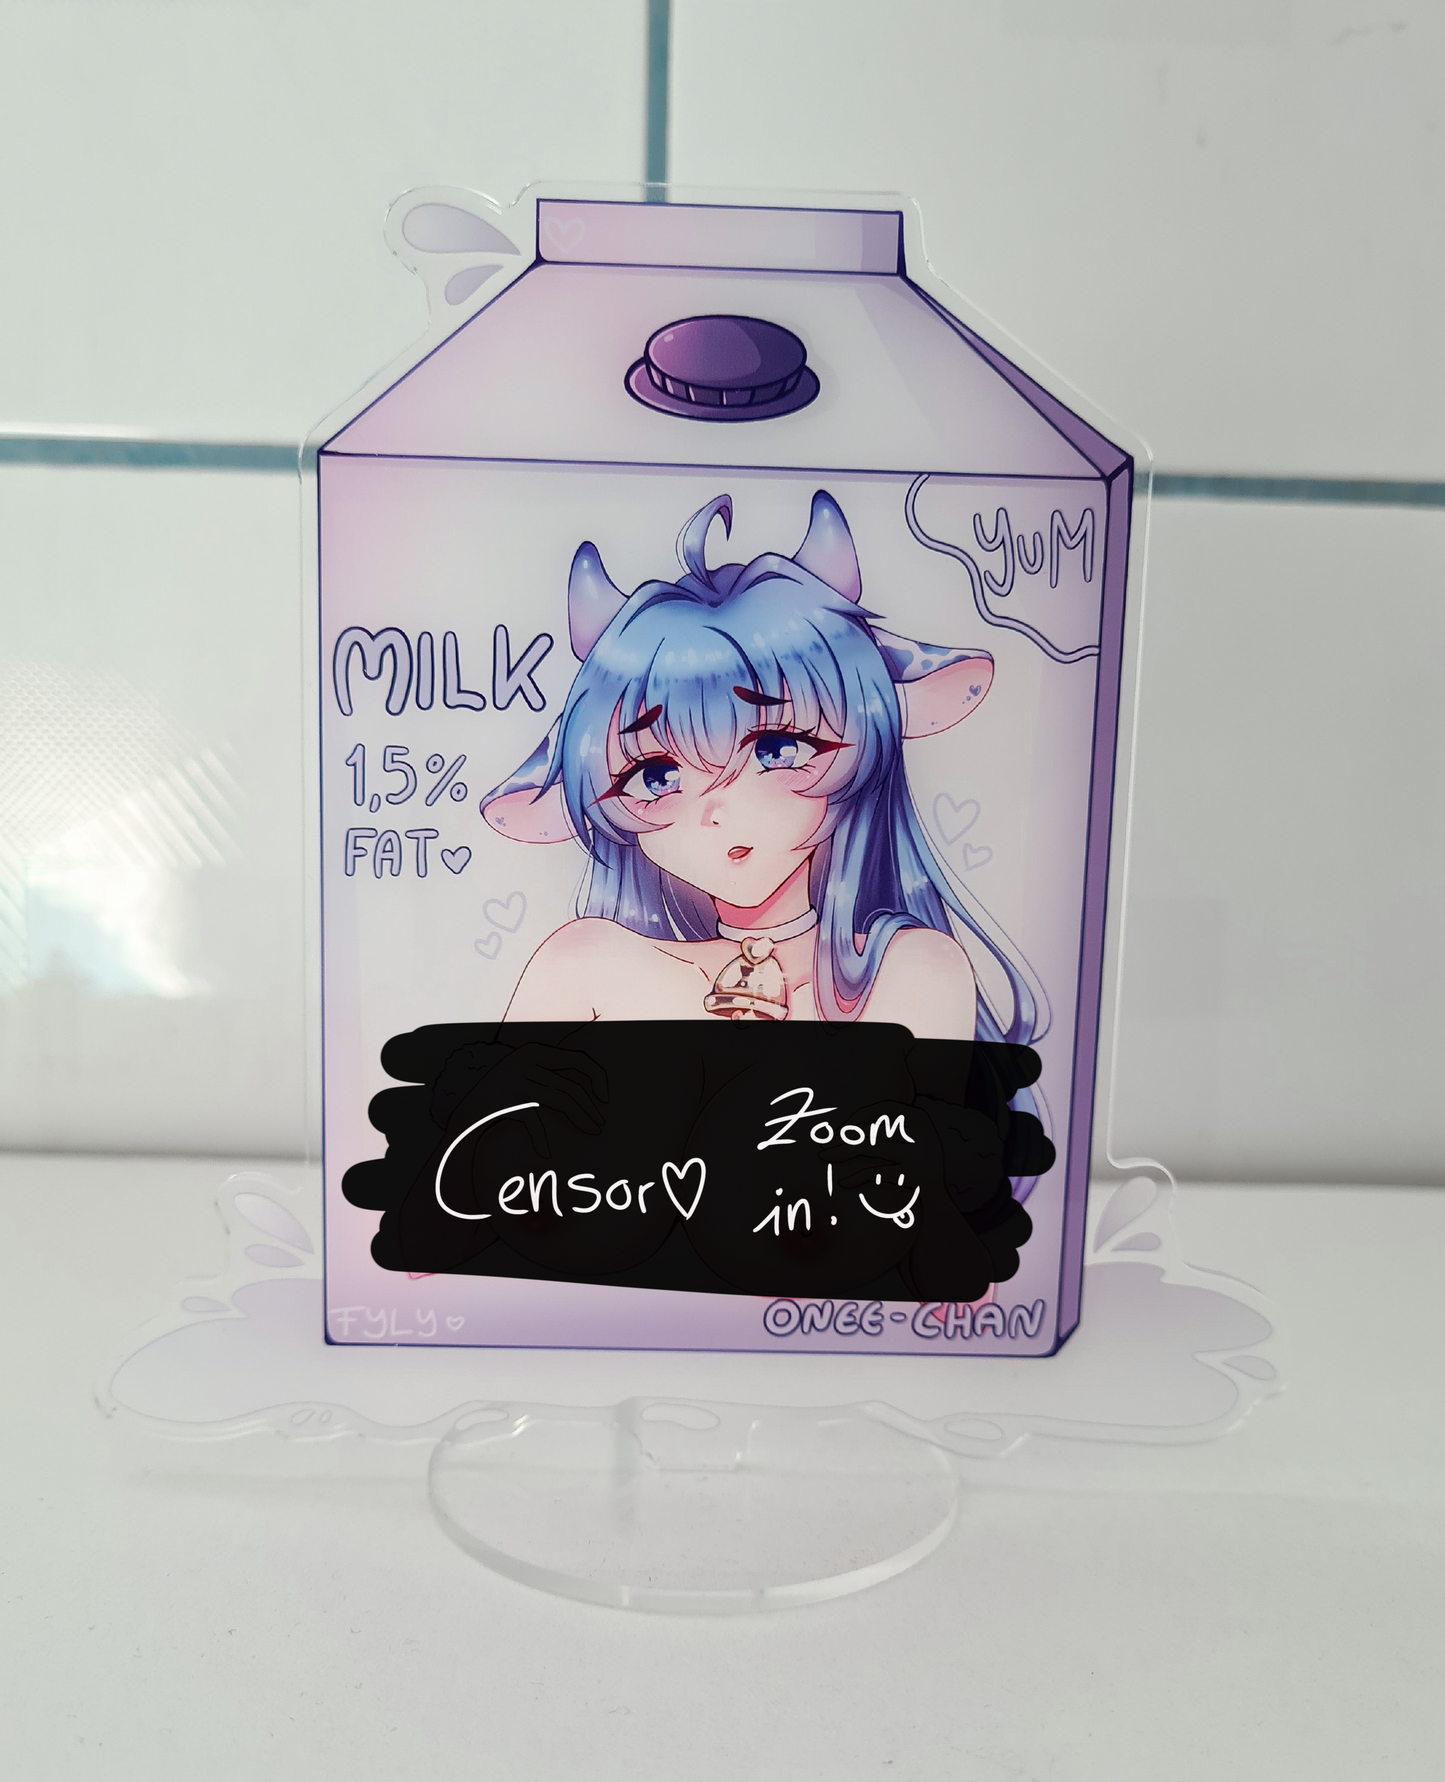 YuM
MILK
1,5%
FAT♡
Censor♡
Zoom
in!
FYLY♡
ONEE-CHAN